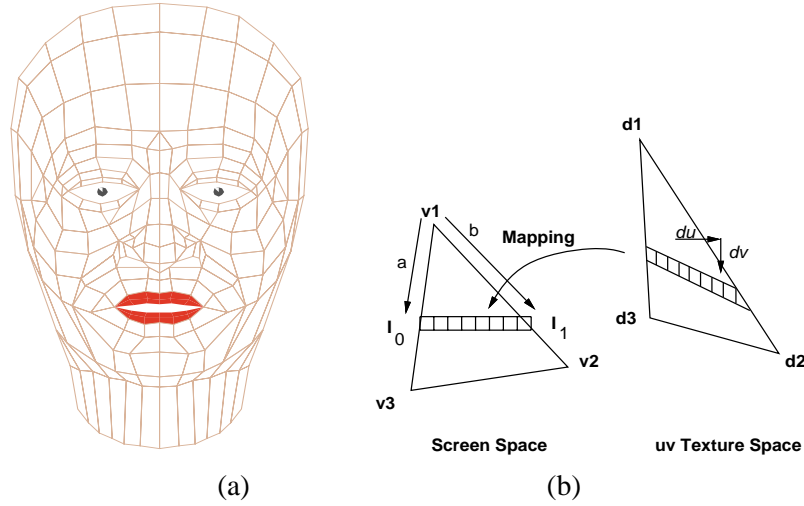 d1
v1
b
Mapping
du
dv
a
I0
I1
d3
v2
d2
v3
Screen Space
uv Texture Space
(a)
(b)